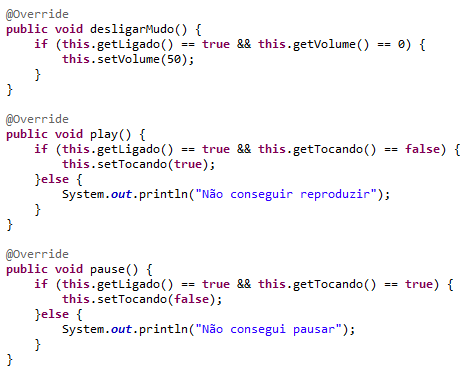 @Override
public void desligarMudo() {
if (this.getLigado() == true && this.getVolume() == 0) {
this.setVolume(50);
}
}
@Override
public void play() {
if (this.getLigado() == true && this.getTocando() == false) {
this.setTocando(true);
}else {
System.out.println("Não conseguir reproduzir");
}
}
@Override
public void pause() {
if (this.getLigado() == true && this.getTocando() == true) {
this.setTocando(false);
}else {
System.out.println("Não consegui pausar");
}
}